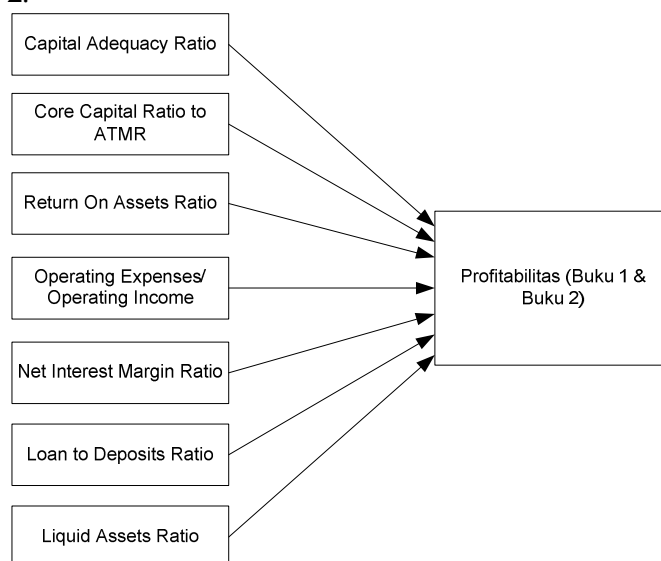 2.
Capital Adequacy Ratio
Core Capital Ratio to
ATMR
Return On Assets Ratio
Operating Expenses/
Operating Income
Net Interest Margin Ratio
Loan to Deposits Ratio
Liquid Assets Ratio
Profitabilitas (Buku 1 &
Buku 2)